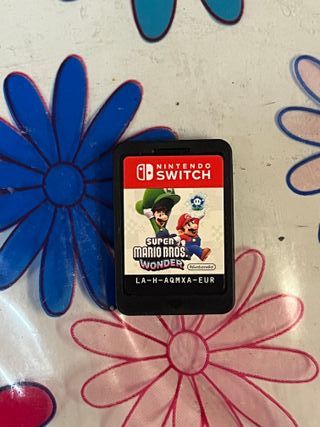 NINTENDO
SWITCH
SUPER
MARIO BROS.
WONDER
Nintendo
LA-H-AQMXA-EUR